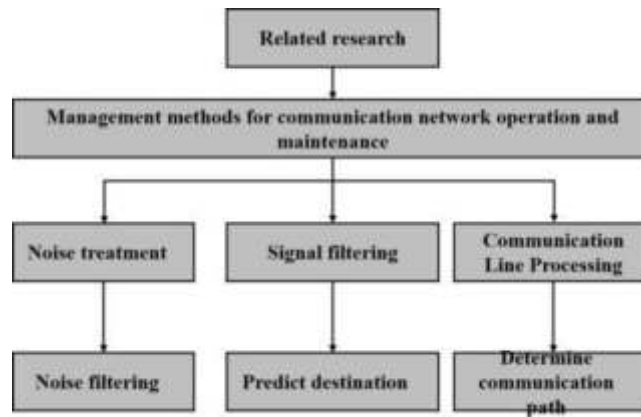 Related research
Management methods for communication network operation and
maintenance
Noise treatment
Signal filtering
Communication
Line Processing
Noise filtering
Predict destination
Determine
communication
path